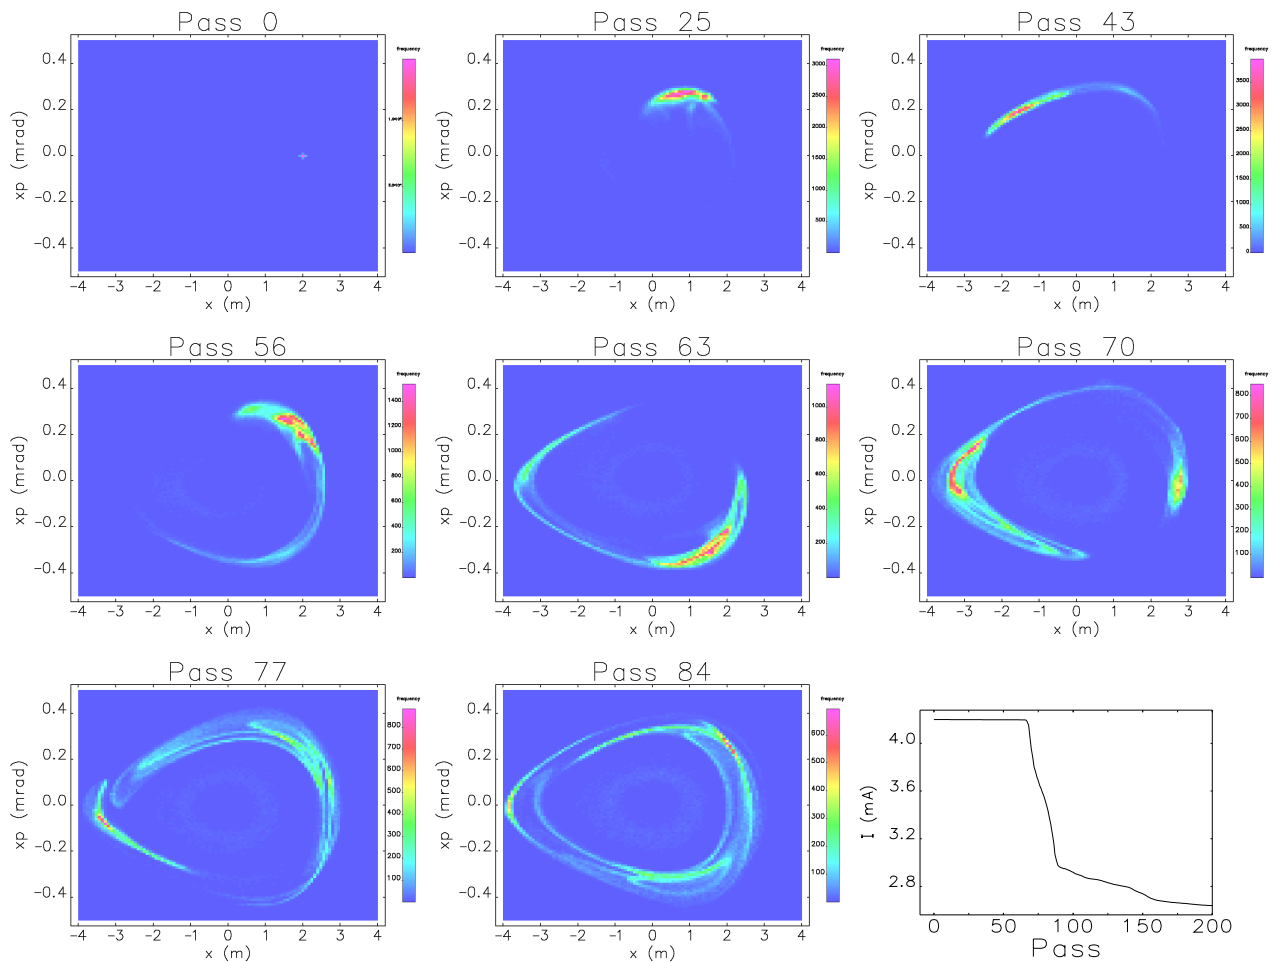 Pass 0
frequency
0.4
0.2
0.0
−0.2
−0.4
xp (mrad)
−4 −3 −2 −1 0 1 2 3 4
x (m)
Pass 25
frequency
0.4
0.2
0.0
−0.2
−0.4
xp (mrad)
3000
2500
2000
1500
1000
500
−4 −3 −2 −1 0 1 2 3 4
x (m)
Pass 43
frequency
0.4
0.2
0.0
−0.2
−0.4
xp (mrad)
3500
3000
2500
2000
1500
1000
500
0
−4 −3 −2 −1 0 1 2 3 4
x (m)
Pass 56
frequency
0.4
0.2
0.0
−0.2
−0.4
xp (mrad)
1400
1200
1000
800
600
400
200
−4 −3 −2 −1 0 1 2 3 4
x (m)
Pass 63
frequency
0.4
0.2
0.0
−0.2
−0.4
xp (mrad)
1000
800
600
400
200
−4 −3 −2 −1 0 1 2 3 4
x (m)
Pass 70
frequency
0.4
0.2
0.0
−0.2
−0.4
xp (mrad)
800
700
600
500
400
300
200
100
−4 −3 −2 −1 0 1 2 3 4
x (m)
Pass 77
frequency
0.4
0.2
0.0
−0.2
−0.4
xp (mrad)
800
700
600
500
400
300
200
100
−4 −3 −2 −1 0 1 2 3 4
x (m)
Pass 84
frequency
0.4
0.2
0.0
−0.2
−0.4
xp (mrad)
600
500
400
300
200
100
−4 −3 −2 −1 0 1 2 3 4
x (m)
4.0
3.6
3.2
2.8
I (mA)
0 50 100 150 200
Pass